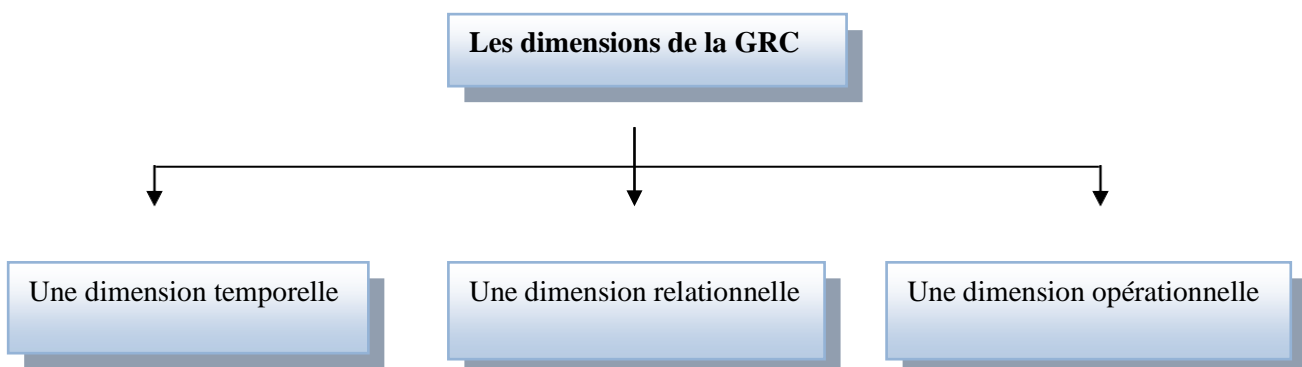 Les dimensions de la GRC
Une dimension temporelle
Une dimension relationnelle
Une dimension opérationnelle